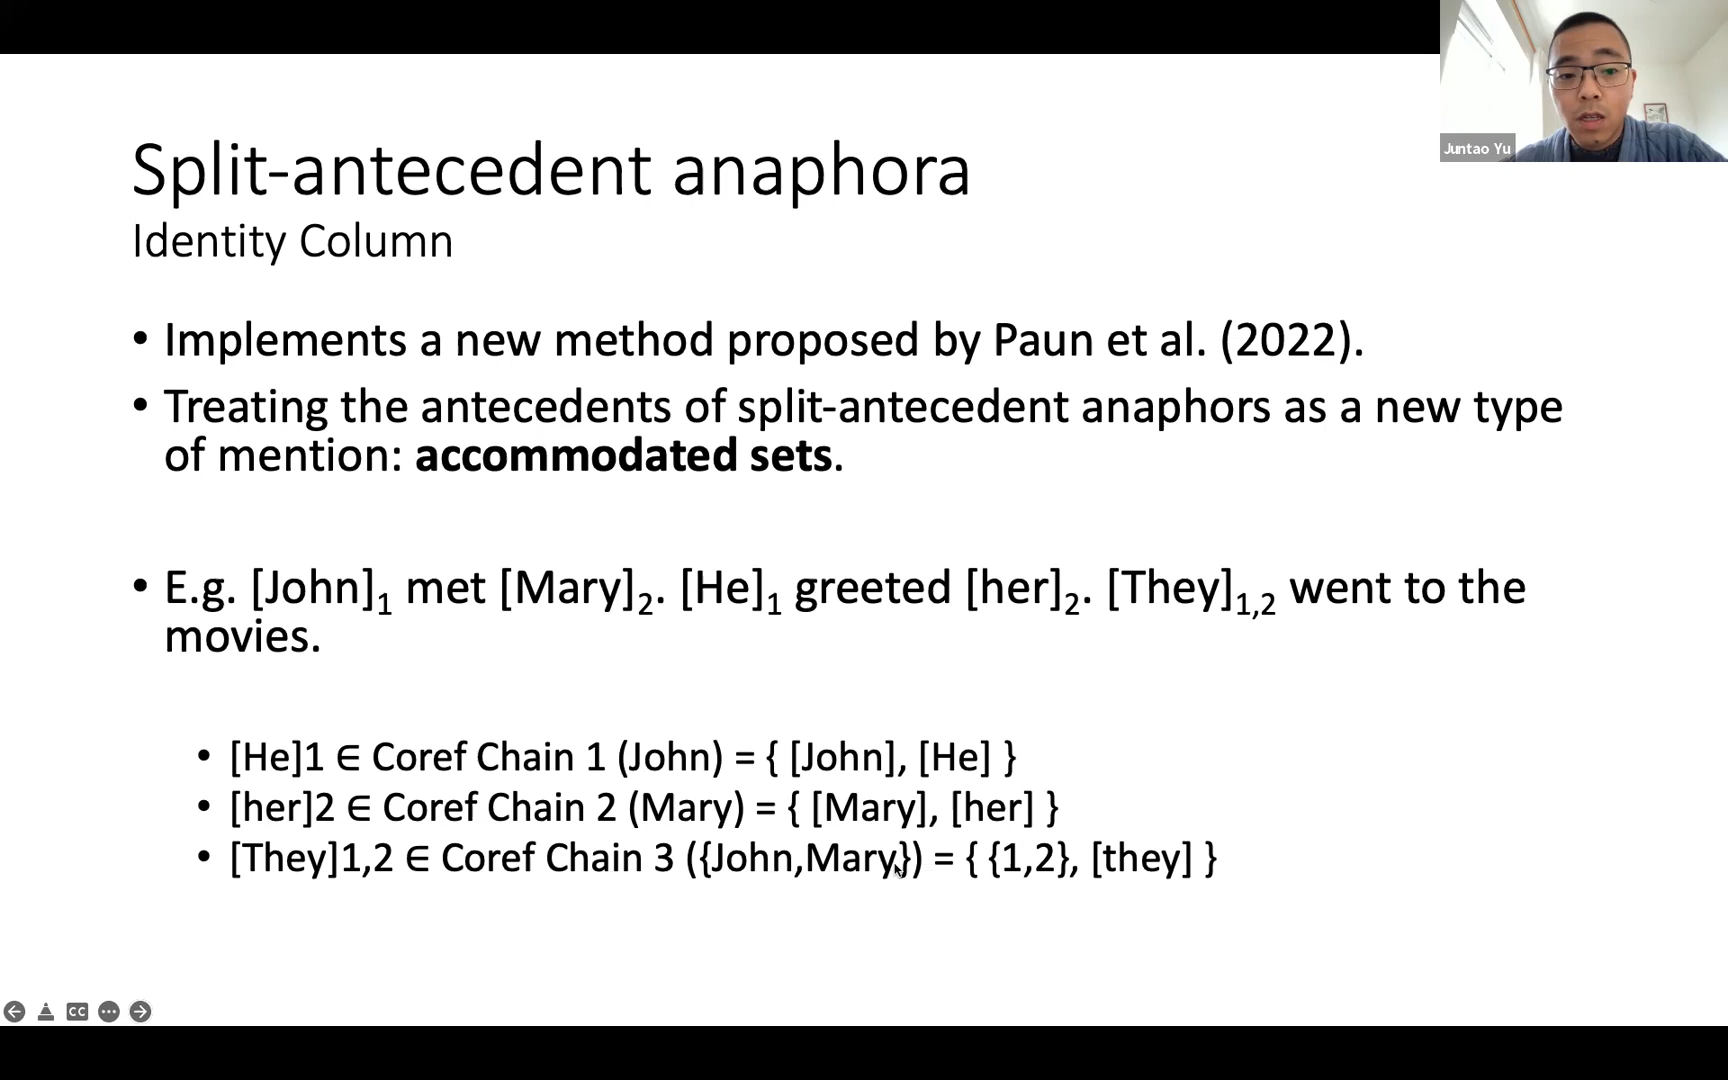 Juntao Yu
Split-antecedent anaphora
Identity Column
• Implements a new method proposed by Paun et al. (2022).
• Treating the antecedents of split-antecedent anaphors as a new type
of mention: accommodated sets.
• E.g. [John]₁ met [Mary]₂. [He]₁ greeted [her]₂. [They]₁,₂ went to the
movies.
• [He]1 ∈ Coref Chain 1 (John) = { [John], [He] }
• [her]2 ∈ Coref Chain 2 (Mary) = { [Mary], [her] }
• [They]1,2 ∈ Coref Chain 3 ({John,Mary}) = { {1,2}, [they] }
CC